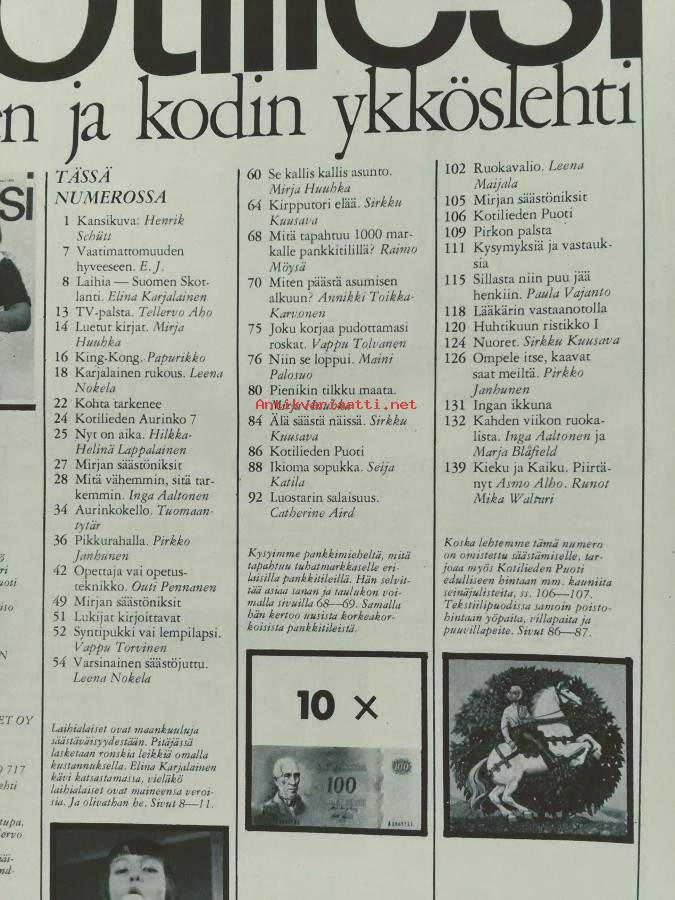 en ja kodin ykköslehti
si
TÄSSÄ
NUMEROSSA
1 Kansikuva: Henrik
Schütt
7 Vaatimattomuuden
hyveeseen. E. J.
8 Laihia — Suomen Skot-
lanti. Elina Karjalainen
13 TV-palsta. Tellervo Aho
14 Luetut kirjat. Mirja
Huuhka
16 King-Kong. Papurikko
18 Karjalainen rukous. Leena
Nokela
22 Kohta tarkenee
24 Kotilieden Aurinko 7
25 Nyt on aika. Hilkka-
Helinä Lappalainen
27 Mirjan säästöniksit
28 Mitä vähemmin, sitä tar-
kemmin. Inga Aaltonen
34 Aurinkokello. Tuomaan-
tytär
36 Pikkurahalla. Pirkko
Janhunen
42 Opettaja vai opetus-
teknikko. Outi Pennanen
49 Mirjan säästöniksit
51 Lukijat kirjoittavat
52 Syntipukki vai lempilapsi.
Vappu Torvinen
54 Varsinainen säästöjuttu.
Leena Nokela
Laihialaiset ovat maankuuluja
säästäväisyydestään. Pitäjässä
lasketaan ronskia leikkiä omalla
kustannuksella. Elina Karjalainen
kävi katsastamassa, vieläkö
laihialaiset ovat maineensa veroi-
sia. Ja olivathan he. Sivut 8—11.
60 Se kallis kallis asunto.
Mirja Huuhka
64 Kirpputori elää. Sirkku
Kuusava
68 Mitä tapahtuu 1000 mar-
kalle pankkitilillä? Raimo
Möysä
70 Miten päästä asumisen
alkuun? Annikki Toikka-
Karvonen
75 Joku korjaa pudottamasi
roskat. Vappu Tolvanen
76 Niin se loppui. Maini
Palosuo
80 Pienikin tilkku maata.
Mirja Huuhka
Antikvariaatti.net
84 Älä säästä näissä. Sirkku
Kuusava
86 Kotilieden Puoti
88 Ikioma sopukka. Seija
Katila
92 Luostarin salaisuus.
Catherine Aird
Kysyimme pankkimieheltä, mitä
tapahtuu tuhatmarkkaselle eri-
laisilla pankkitileillä. Hän selvit-
tää asiaa sanan ja taulukon voi-
malla sivuilla 68—69. Samalla
hän kertoo uusista korkeakor-
koisista pankkitileistä.
10 ×
100
100
102 Ruokavalio. Leena
Maijala
105 Mirjan säästöniksit
106 Kotilieden Puoti
109 Pirkon palsta
111 Kysymyksiä ja vastauk-
sia
115 Sillasta niin puu jää
henkiin. Paula Vajanto
118 Lääkärin vastaanotolla
120 Huhtikuun ristikko I
124 Nuoret. Sirkku Kuusava
126 Ompele itse, kaavat
saat meiltä. Pirkko
Janhunen
131 Ingan ikkuna
132 Kahden viikon ruoka-
lista. Inga Aaltonen ja
Marja Blåfield
139 Kieku ja Kaiku. Piirtä-
nyt Asmo Alho. Runot
Mika Waltari
Koska lehtemme tämä numero
on omistettu säästämiselle, tar-
joaa myös Kotilieden Puoti
edulliseen hintaan mm. kauniita
seinäjulisteita, ss. 106—107.
Tekstiilipuodissa samoin poisto-
hintaan yöpaita, villapaita ja
puuvillapeite. Sivut 86—87.
ET OY
717